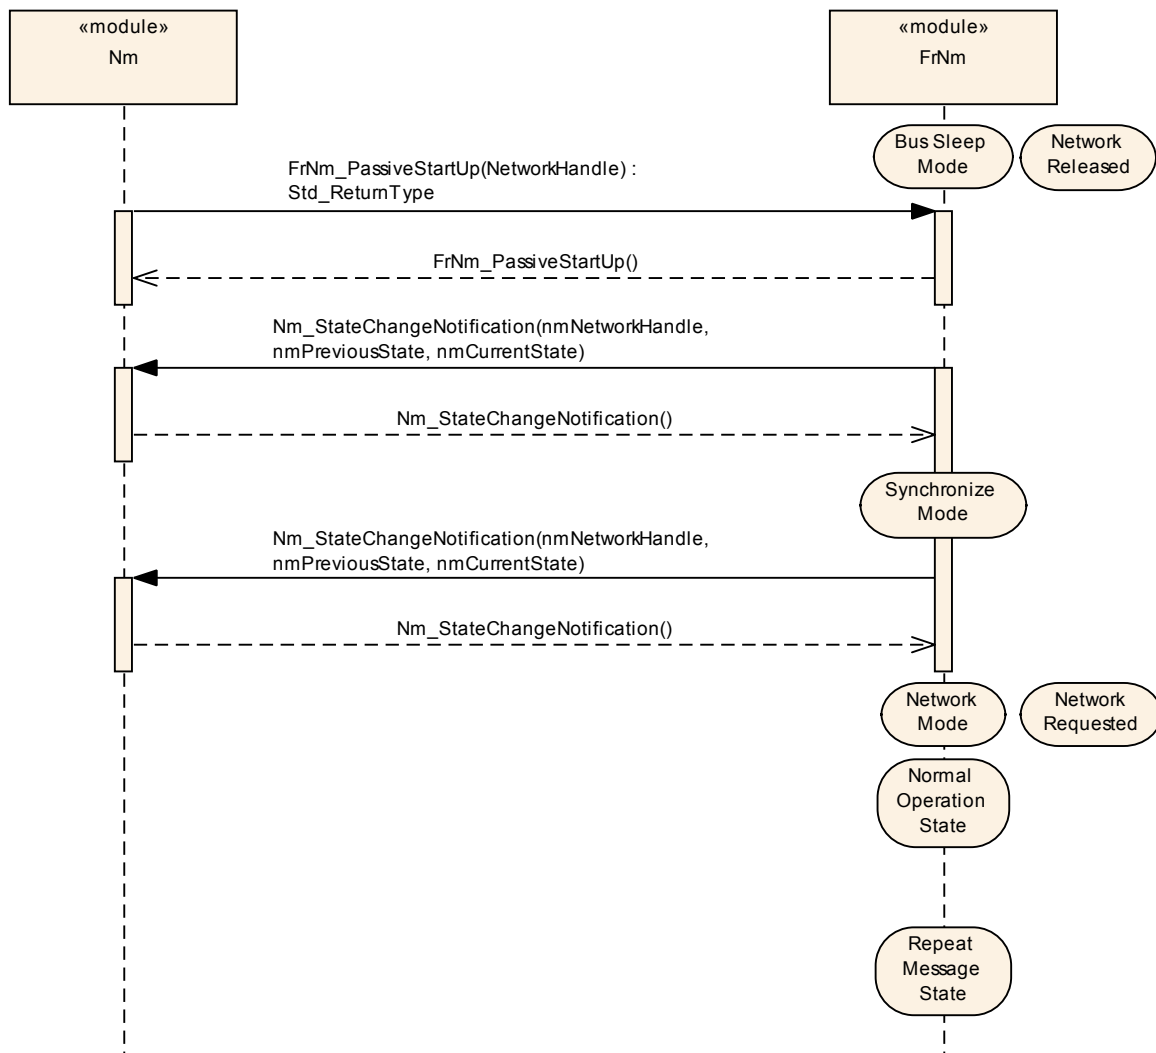 «module»
Nm
«module»
FrNm
Bus Sleep
Mode
Network
Released
FrNm_PassiveStartUp(NetworkHandle) :
Std_ReturnType
FrNm_PassiveStartUp()
Nm_StateChangeNotification(nmNetworkHandle,
nmPreviousState, nmCurrentState)
Nm_StateChangeNotification()
Synchronize
Mode
Nm_StateChangeNotification(nmNetworkHandle,
nmPreviousState, nmCurrentState)
Nm_StateChangeNotification()
Network
Mode
Network
Requested
Normal
Operation
State
Repeat
Message
State